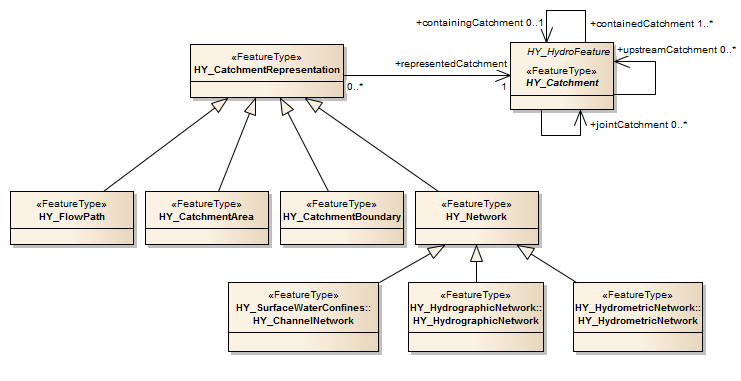 +containingCatchment 0..1
+containedCatchment 1..*
«FeatureType»
HY_CatchmentRepresentation
+representedCatchment
0..*
1
HY_HydroFeature
«FeatureType»
HY_Catchment
+upstreamCatchment 0..*
+jointCatchment 0..*
«FeatureType»
HY_FlowPath
«FeatureType»
HY_CatchmentArea
«FeatureType»
HY_CatchmentBoundary
«FeatureType»
HY_Network
«FeatureType»
HY_SurfaceWaterConfines::
HY_ChannelNetwork
«FeatureType»
HY_HydrographicNetwork::
HY_HydrographicNetwork
«FeatureType»
HY_HydrometricNetwork::
HY_HydrometricNetwork